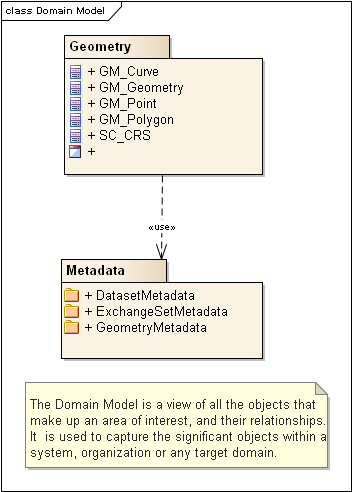 class Domain Model
Geometry
+ GM_Curve
+ GM_Geometry
+ GM_Point
+ GM_Polygon
+ SC_CRS
+
«use»
Metadata
+ DatasetMetadata
+ ExchangeSetMetadata
+ GeometryMetadata
The Domain Model is a view of all the objects that
make up an area of interest, and their relationships.
It is used to capture the significant objects within a
system, organization or any target domain.